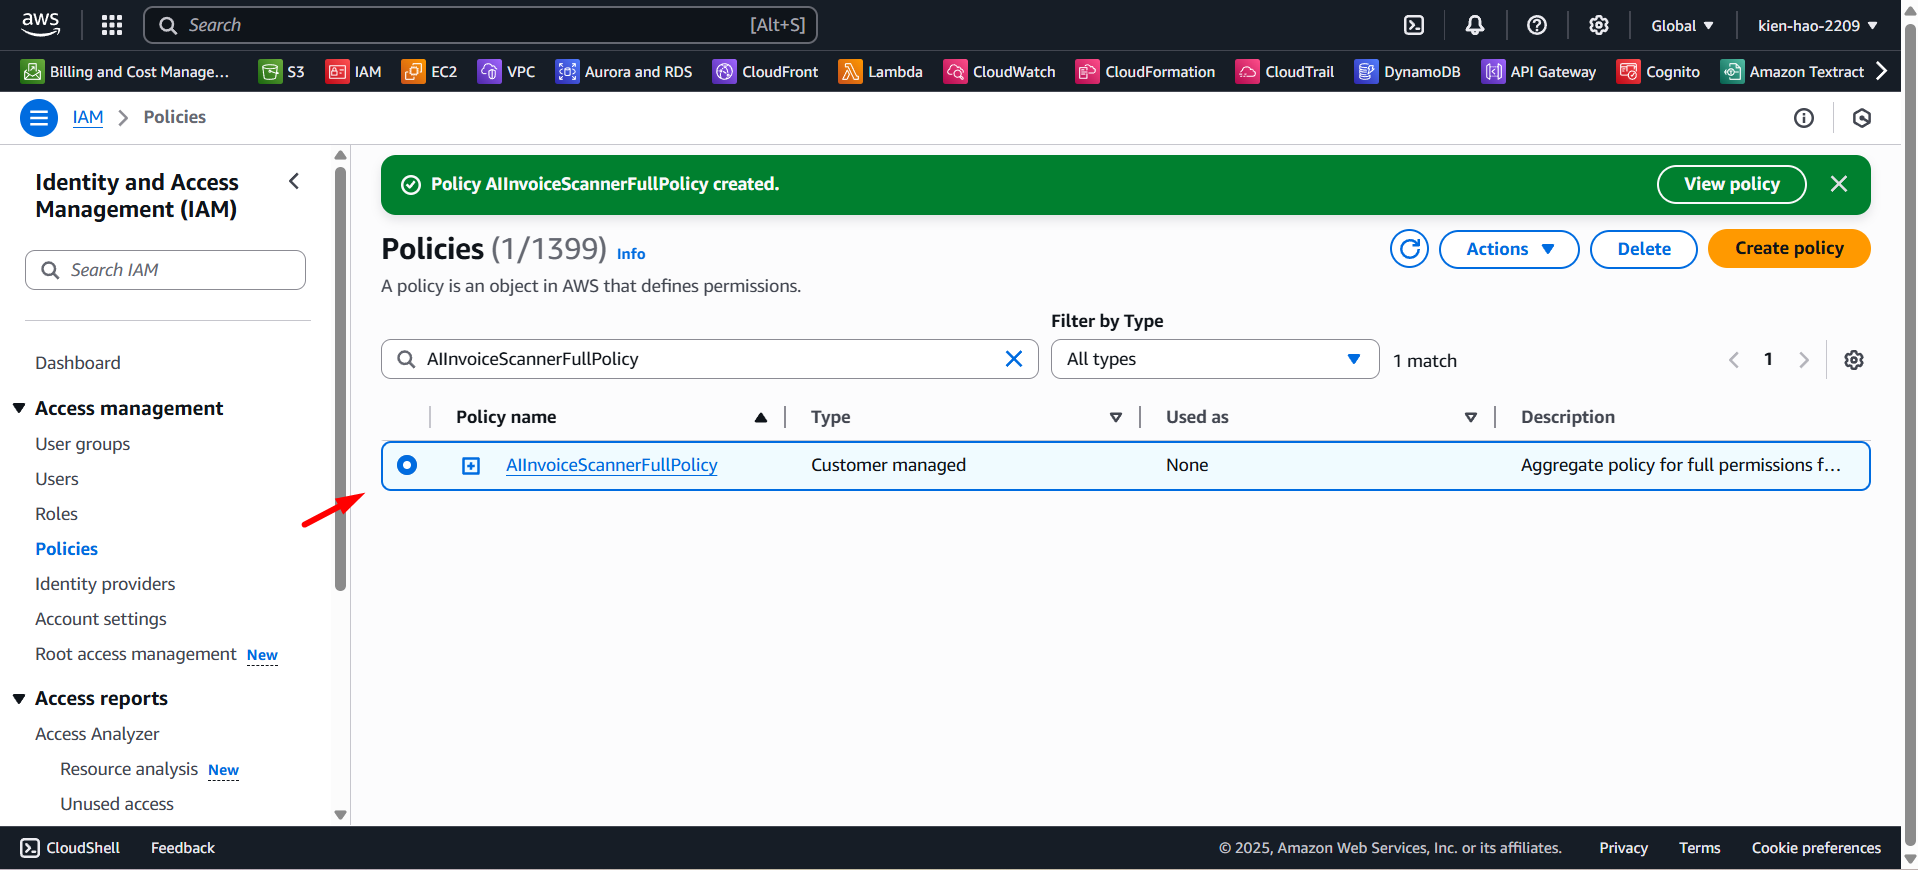 aws
Search
[Alt+S]
Global
kien-hao-2209
Billing and Cost Manage...
S3
IAM
EC2
VPC
Aurora and RDS
CloudFront
Lambda
CloudWatch
CloudFormation
CloudTrail
DynamoDB
API Gateway
Cognito
Amazon Textract
IAM
Policies
Identity and Access
Management (IAM)
Search IAM
Dashboard
Access management
User groups
Users
Roles
Policies
Identity providers
Account settings
Root access management New
Access reports
Access Analyzer
Resource analysis New
Unused access
Policy AIInvoiceScannerFullPolicy created.
View policy
Policies (1/1399) Info
Actions
Delete
Create policy
A policy is an object in AWS that defines permissions.
Filter by Type
AIInvoiceScannerFullPolicy
All types
1 match
1
Policy name
Type
Used as
Description
AIInvoiceScannerFullPolicy
Customer managed
None
Aggregate policy for full permissions f...
CloudShell
Feedback
© 2025, Amazon Web Services, Inc. or its affiliates.
Privacy
Terms
Cookie preferences